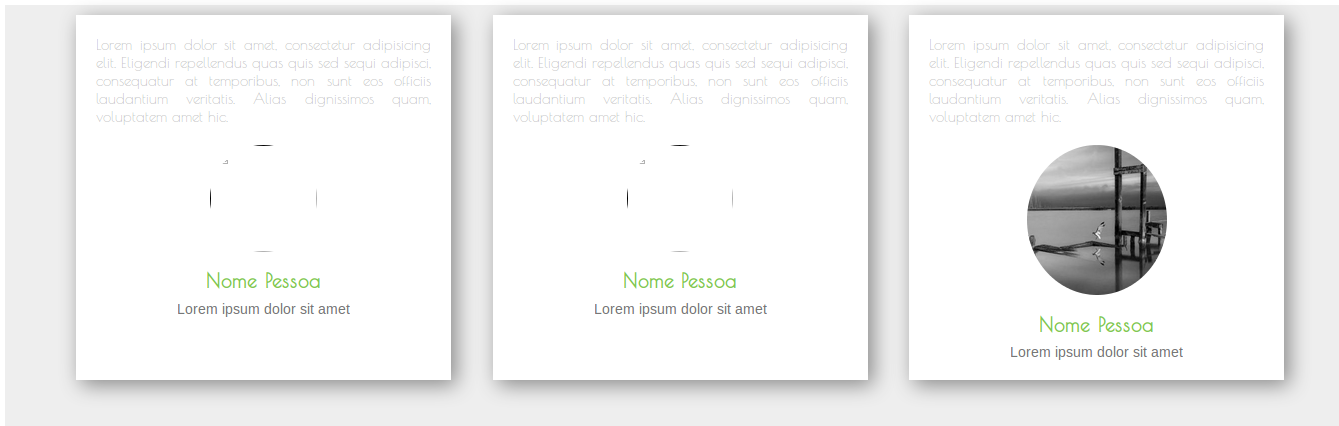 Lorem ipsum dolor sit amet, consectetur adipisicing
elit. Eligendi repellendus quas quis sed sequi adipisci,
consequatur at temporibus, non sunt eos officiis
laudantium veritatis. Alias dignissimos quam,
voluptatem amet hic.
Nome Pessoa
Lorem ipsum dolor sit amet
Lorem ipsum dolor sit amet, consectetur adipisicing
elit. Eligendi repellendus quas quis sed sequi adipisci,
consequatur at temporibus, non sunt eos officiis
laudantium veritatis. Alias dignissimos quam,
voluptatem amet hic.
Nome Pessoa
Lorem ipsum dolor sit amet
Lorem ipsum dolor sit amet, consectetur adipisicing
elit. Eligendi repellendus quas quis sed sequi adipisci,
consequatur at temporibus, non sunt eos officiis
laudantium veritatis. Alias dignissimos quam,
voluptatem amet hic.
Nome Pessoa
Lorem ipsum dolor sit amet